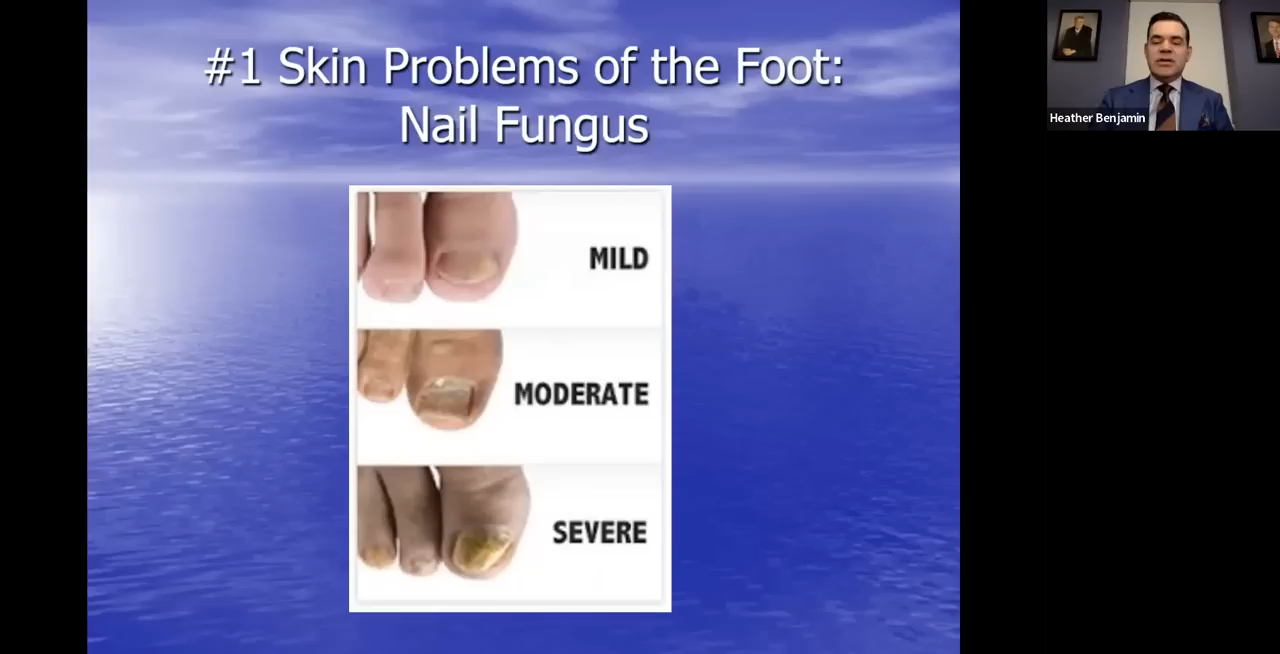 #1 Skin Problems of the Foot:
Nail Fungus
MILD
MODERATE
SEVERE
Heather Benjamin